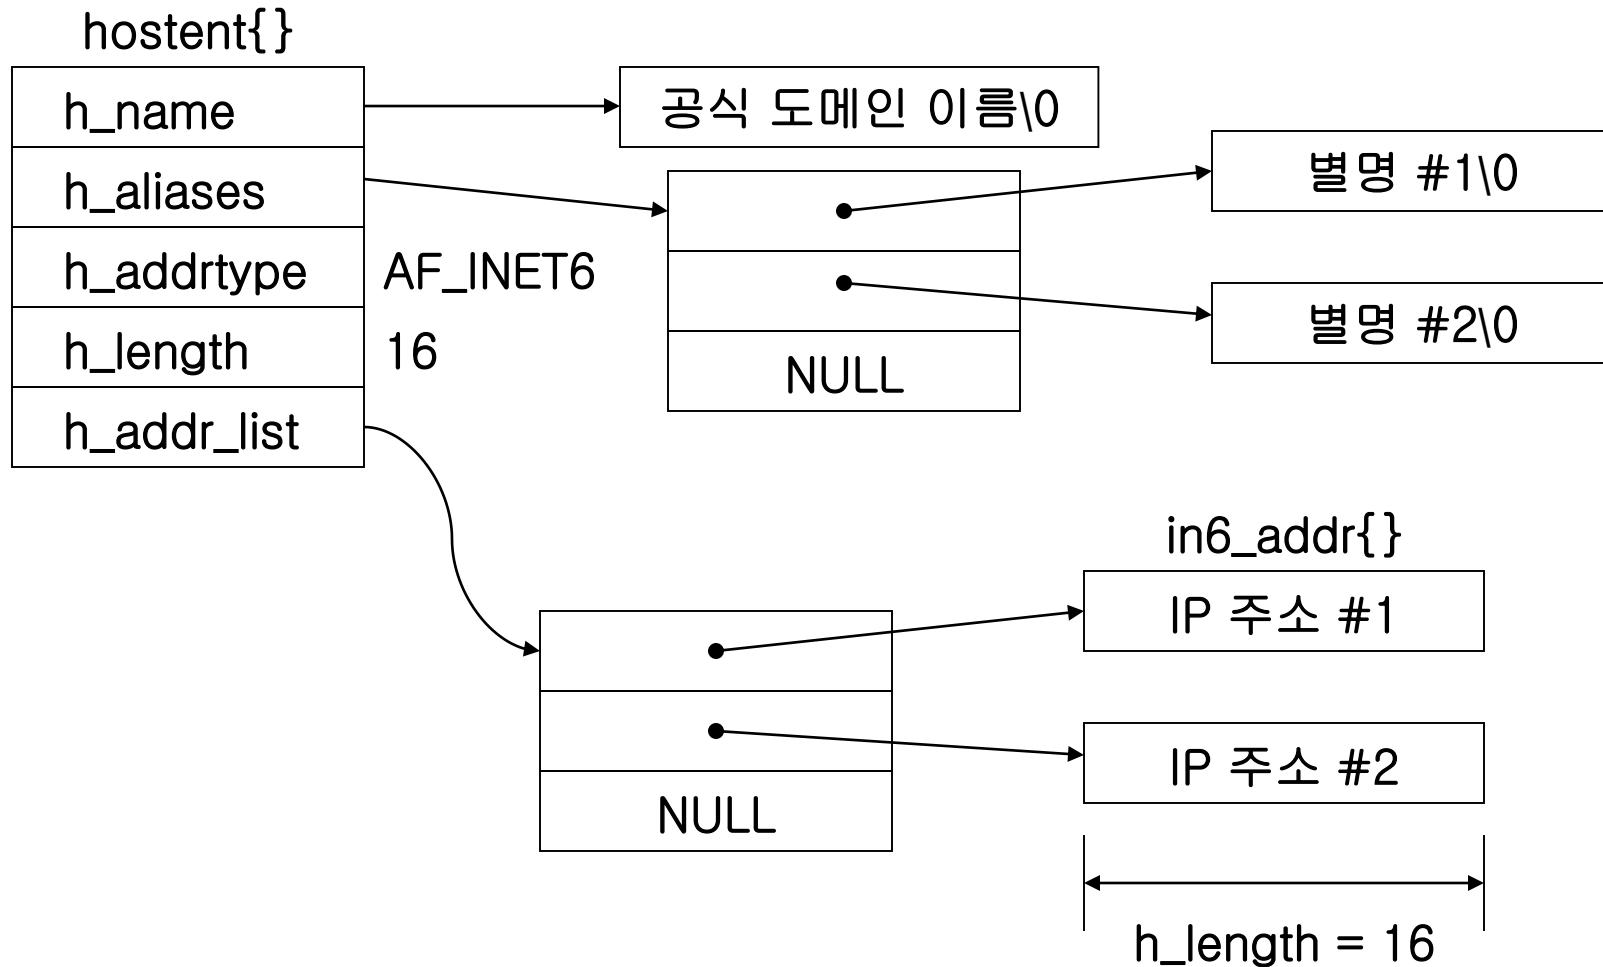 hostent{}
h_name
공식 도메인 이름\0
h_aliases
별명 #1\0
h_addrtype
AF_INET6
별명 #2\0
h_length
16
NULL
h_addr_list
in6_addr{}
IP 주소 #1
IP 주소 #2
NULL
h_length = 16